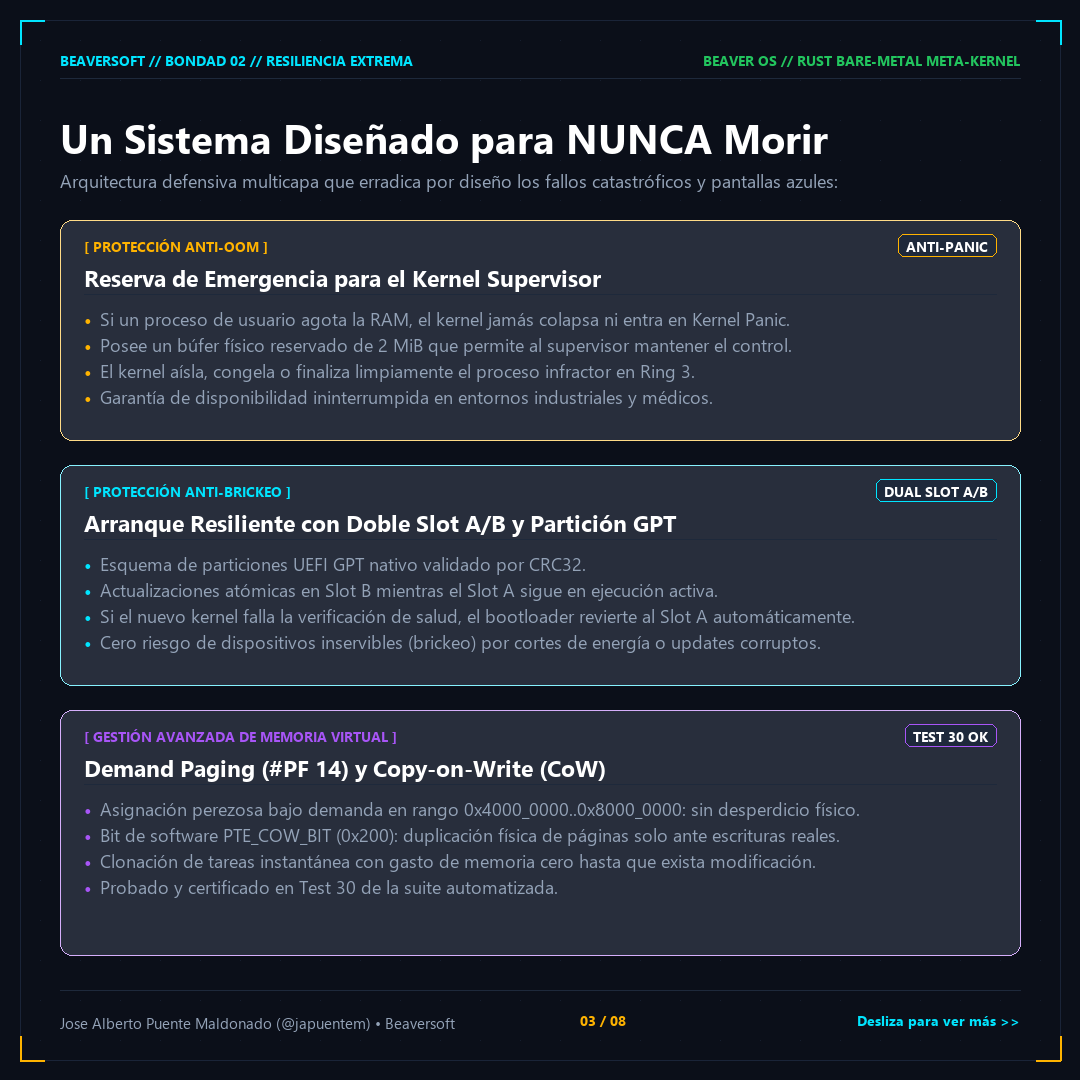 BEAVERSOFT // BONDAD 02 // RESILIENCIA EXTREMA
BEAVER OS // RUST BARE-METAL META-KERNEL
Un Sistema Diseñado para NUNCA Morir
Arquitectura defensiva multicapa que erradica por diseño los fallos catastróficos y pantallas azules:
[ PROTECCIÓN ANTI-OOM ]
ANTI-PANIC
Reserva de Emergencia para el Kernel Supervisor
• Si un proceso de usuario agota la RAM, el kernel jamás colapsa ni entra en Kernel Panic.
• Posee un búfer físico reservado de 2 MiB que permite al supervisor mantener el control.
• El kernel aísla, congela o finaliza limpiamente el proceso infractor en Ring 3.
• Garantía de disponibilidad ininterrumpida en entornos industriales y médicos.
[ PROTECCIÓN ANTI-BRICKEO ]
DUAL SLOT A/B
Arranque Resiliente con Doble Slot A/B y Partición GPT
• Esquema de particiones UEFI GPT nativo validado por CRC32.
• Actualizaciones atómicas en Slot B mientras el Slot A sigue en ejecución activa.
• Si el nuevo kernel falla la verificación de salud, el bootloader revierte al Slot A automáticamente.
• Cero riesgo de dispositivos inservibles (brickeo) por cortes de energía o updates corruptos.
[ GESTIÓN AVANZADA DE MEMORIA VIRTUAL ]
TEST 30 OK
Demand Paging (#PF 14) y Copy-on-Write (CoW)
• Asignación perezosa bajo demanda en rango 0x4000_0000..0x8000_0000: sin desperdicio físico.
• Bit de software PTE_COW_BIT (0x200): duplicación física de páginas solo ante escrituras reales.
• Clonación de tareas instantánea con gasto de memoria cero hasta que exista modificación.
• Probado y certificado en Test 30 de la suite automatizada.
Jose Alberto Puente Maldonado (@japuentem) • Beaversoft
03 / 08
Desliza para ver más >>